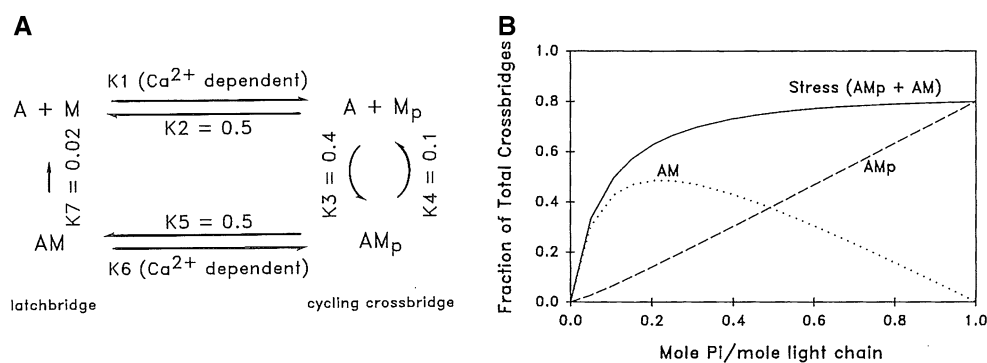 A
K1 (Ca2+ dependent)
A + M
A + Mp
K2 = 0.5
K7 = 0.02
K3 = 0.4
K4 = 0.1
K5 = 0.5
AM
AMp
K6 (Ca2+ dependent)
latchbridge
cycling crossbridge
B
Fraction of Total Crossbridges
1.0
0.8
0.6
0.4
0.2
0.0
Stress (AMp + AM)
AM
AMp
0.0 0.2 0.4 0.6 0.8 1.0
Mole Pi/mole light chain